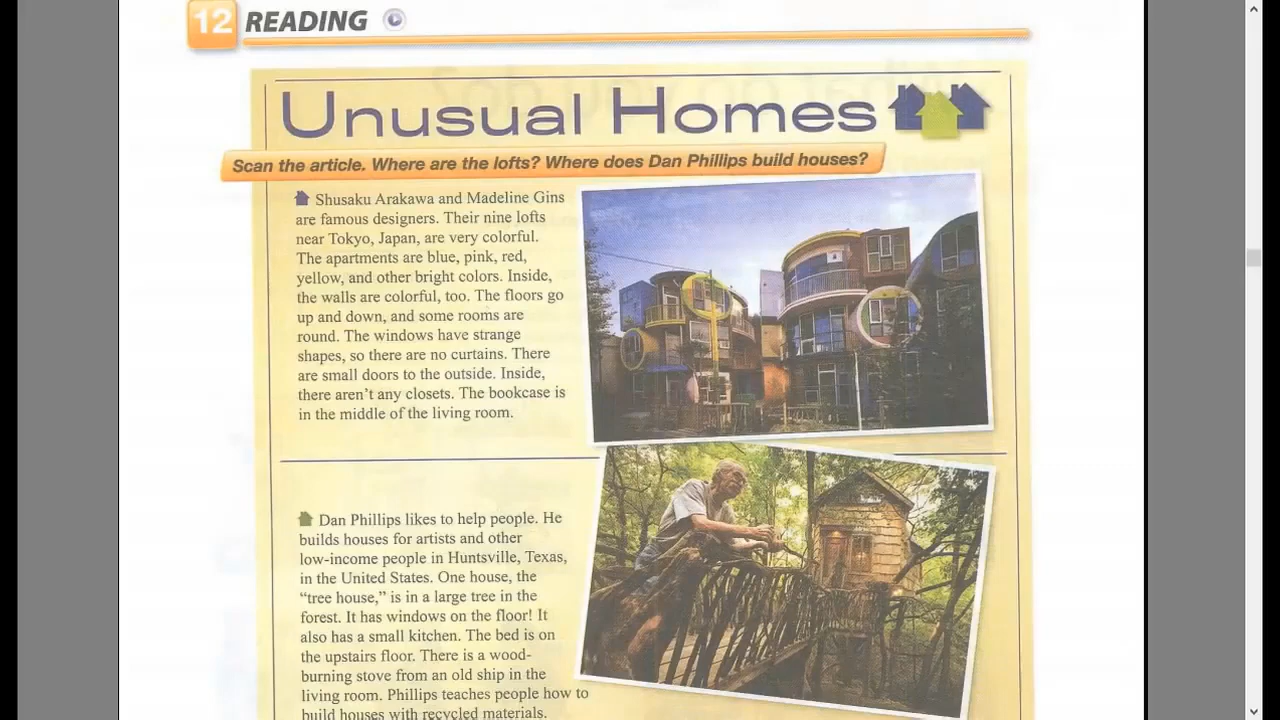 12 READING
Unusual Homes
Scan the article. Where are the lofts? Where does Dan Phillips build houses?
Shusaku Arakawa and Madeline Gins
are famous designers. Their nine lofts
near Tokyo, Japan, are very colorful.
The apartments are blue, pink, red,
yellow, and other bright colors. Inside,
the walls are colorful, too. The floors go
up and down, and some rooms are
round. The windows have strange
shapes, so there are no curtains. There
are small doors to the outside. Inside,
there aren't any closets. The bookcase is
in the middle of the living room.
Dan Phillips likes to help people. He
builds houses for artists and other
low-income people in Huntsville, Texas,
in the United States. One house, the
“tree house,” is in a large tree in the
forest. It has windows on the floor! It
also has a small kitchen. The bed is on
the upstairs floor. There is a wood-
burning stove from an old ship in the
living room. Phillips teaches people how to
build houses with recycled materials.